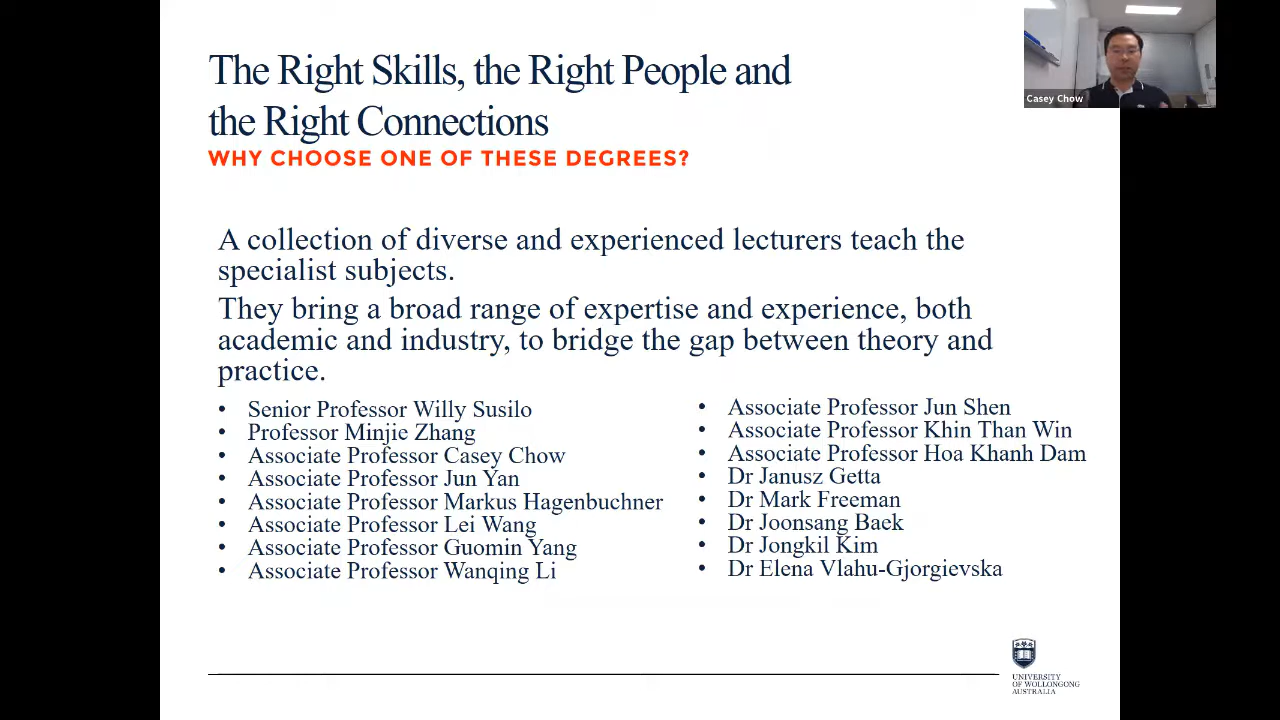 The Right Skills, the Right People and
the Right Connections
WHY CHOOSE ONE OF THESE DEGREES?
Casey Chow
A collection of diverse and experienced lecturers teach the
specialist subjects.
They bring a broad range of expertise and experience, both
academic and industry, to bridge the gap between theory and
practice.
• Senior Professor Willy Susilo
• Professor Minjie Zhang
• Associate Professor Casey Chow
• Associate Professor Jun Yan
• Associate Professor Markus Hagenbuchner
• Associate Professor Lei Wang
• Associate Professor Guomin Yang
• Associate Professor Wanqing Li
• Associate Professor Jun Shen
• Associate Professor Khin Than Win
• Associate Professor Hoa Khanh Dam
• Dr Janusz Getta
• Dr Mark Freeman
• Dr Joonsang Baek
• Dr Jongkil Kim
• Dr Elena Vlahu-Gjorgievska
UNIVERSITY
OF WOLLONGONG
AUSTRALIA